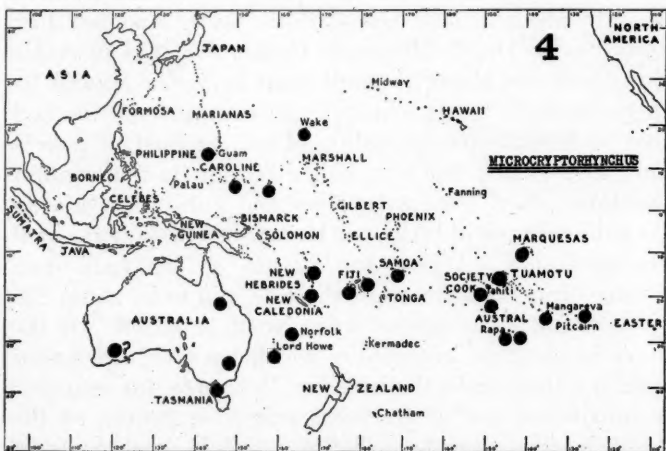 NORTH
AMERICA
4
JAPAN
ASIA
Midway
FORMOSA
MARIANAS
HAWAII
Wake
PHILIPPINE
Guam
MARSHALL
MICROCRYPTORHYNCHUS
CAROLINE
BORNEO
Palau
Fanning
CELEBES
GILBERT
SUMATRA
BISMARCK
PHOENIX
NEW
GUINEA
JAVA
SOLOMON
ELLICE
MARQUESAS
SAMOA
NEW
HEBRIDES
FIJI
SOCIETY
TUAMOTU
COOK
Tahiti
NEW
CALEDONIA
TONGA
AUSTRALIA
AUSTRAL
Mangareva
Norfolk
Rapa
Pitcairn
EASTER
?
Lord Howe
Kermadec
TASMANIA
NEW ZEALAND
Chatham